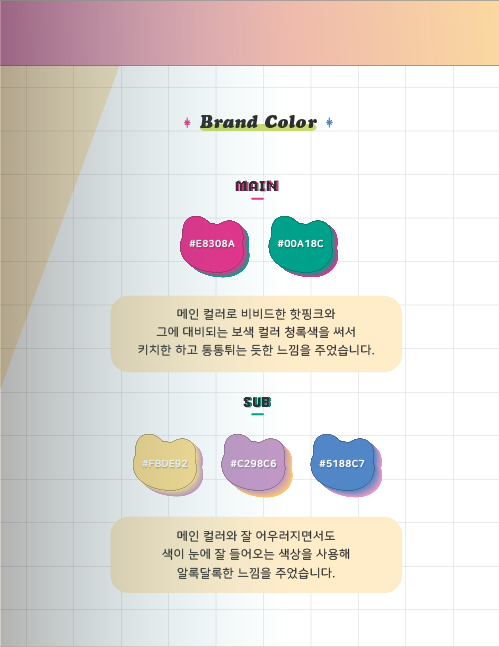 Brand Color
MAIN
#E8308A
#00A18C
메인 컬러로 비비드한 핫핑크와
그에 대비되는 보색 컬러 청록색을 써서
키치한 하고 통통튀는 듯한 느낌을 주었습니다.
SUB
#FBDE92
#C298C6
#5188C7
메인 컬러와 잘 어우러지면서도
색이 눈에 잘 들어오는 색상을 사용해
알록달록한 느낌을 주었습니다.